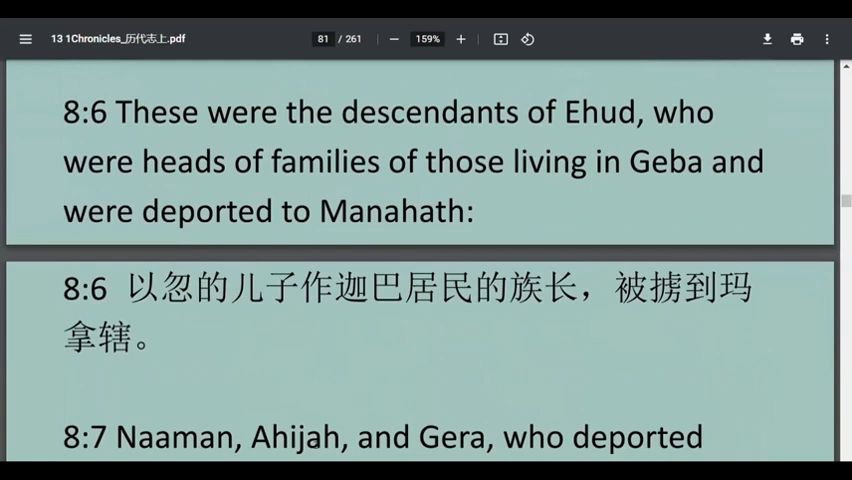 13 1Chronicles_历代志上.pdf
81 / 261
159%
8:6 These were the descendants of Ehud, who
were heads of families of those living in Geba and
were deported to Manahath:
8:6 以忽的儿子作迦巴居民的族长，被掳到玛
拿辖。
8:7 Naaman, Ahijah, and Gera, who deported